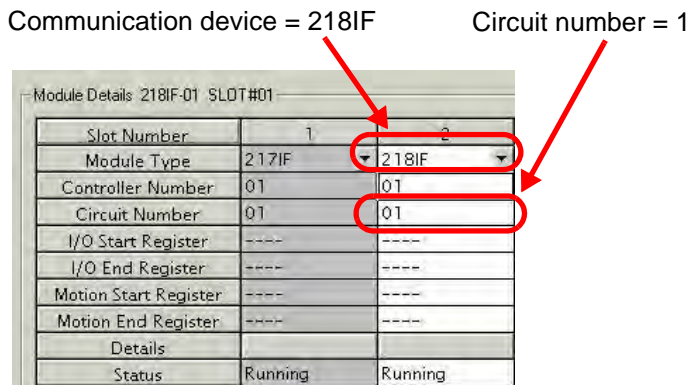 Communication device = 218IF Circuit number = 1
Module Details 218IF-01 SLOT#01
Slot Number 1 2
Module Type 217IF 218IF
Controller Number 01 01
Circuit Number 01 01
I/O Start Register ---- ----
I/O End Register ---- ----
Motion Start Register ---- ----
Motion End Register ---- ----
Details
Status Running Running